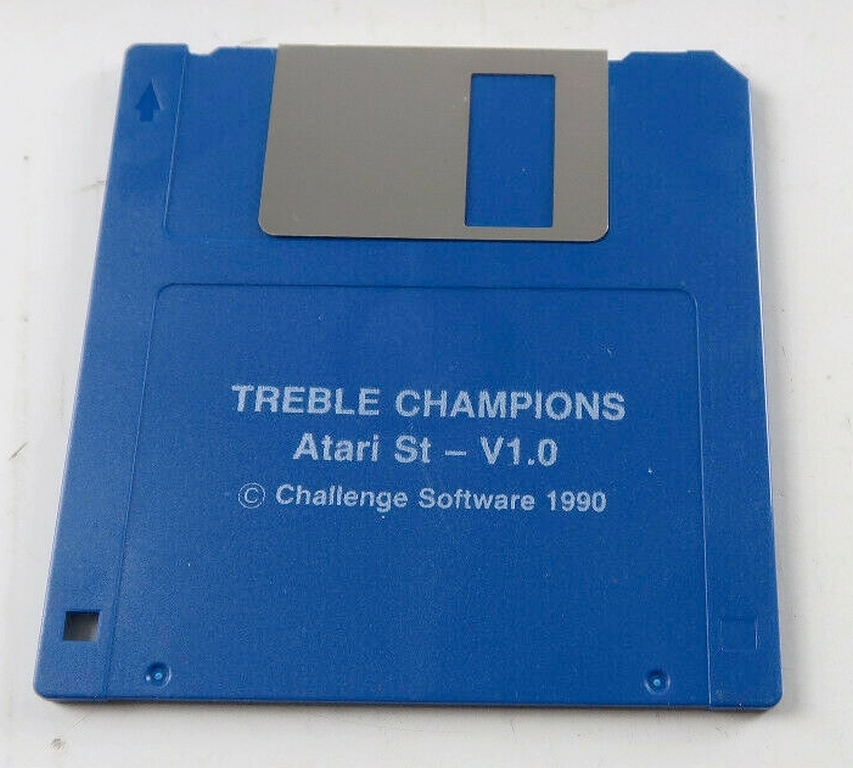 TREBLE CHAMPIONS
Atari St – V1.0
© Challenge Software 1990